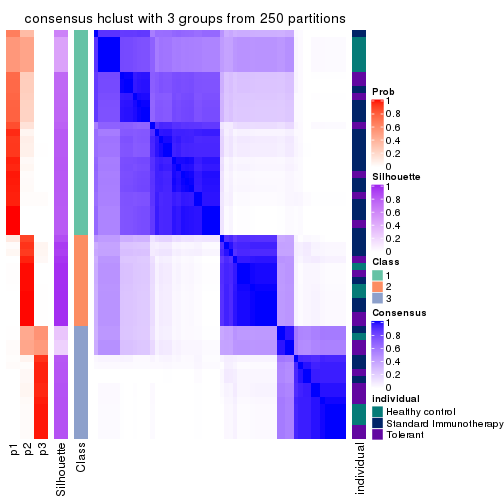 consensus hclust with 3 groups from 250 partitions
Prob
1
0.8
0.6
0.4
0.2
0
Silhouette
1
0.8
0.6
0.4
0.2
0
Class
1
2
3
Consensus
1
0.8
0.6
0.4
0.2
0
individual
Healthy control
Standard Immunotherapy
Tolerant
p1
p2
p3
Silhouette
Class
individual